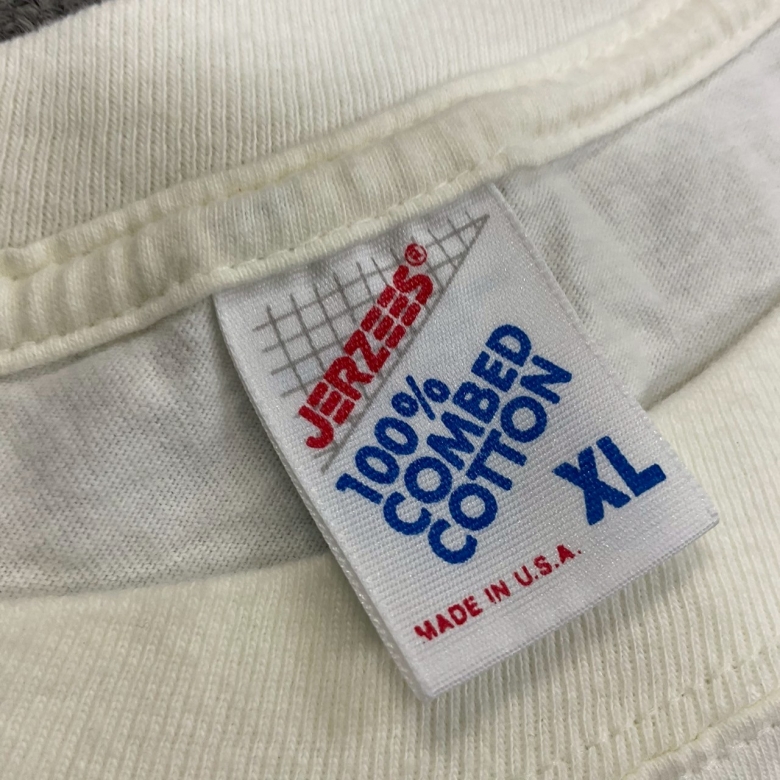 JERZEES®
100%
COMBED
COTTON
XL
MADE IN U.S.A.